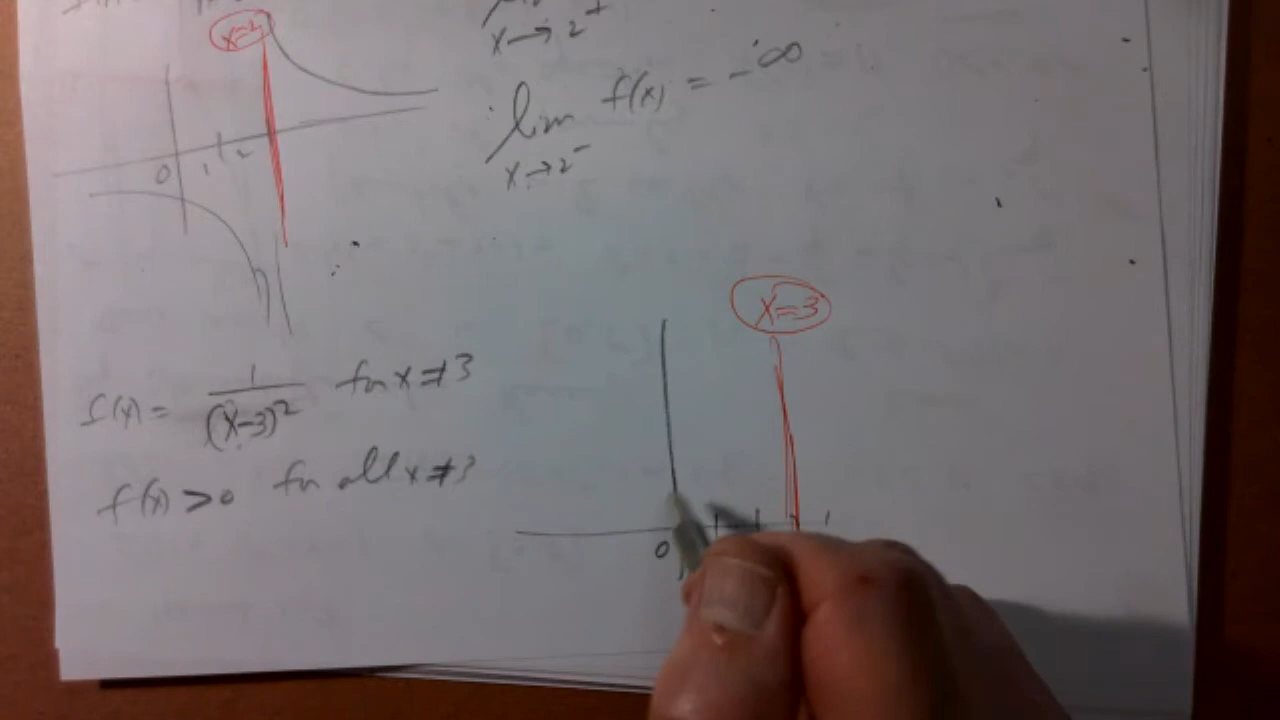 x=2
x→2⁺
lim f(x) = -∞
x→2⁻
0 1 2
x=3
f(x) = 1/(x-3)² for x≠3
f(x) > 0 for all x≠3
0